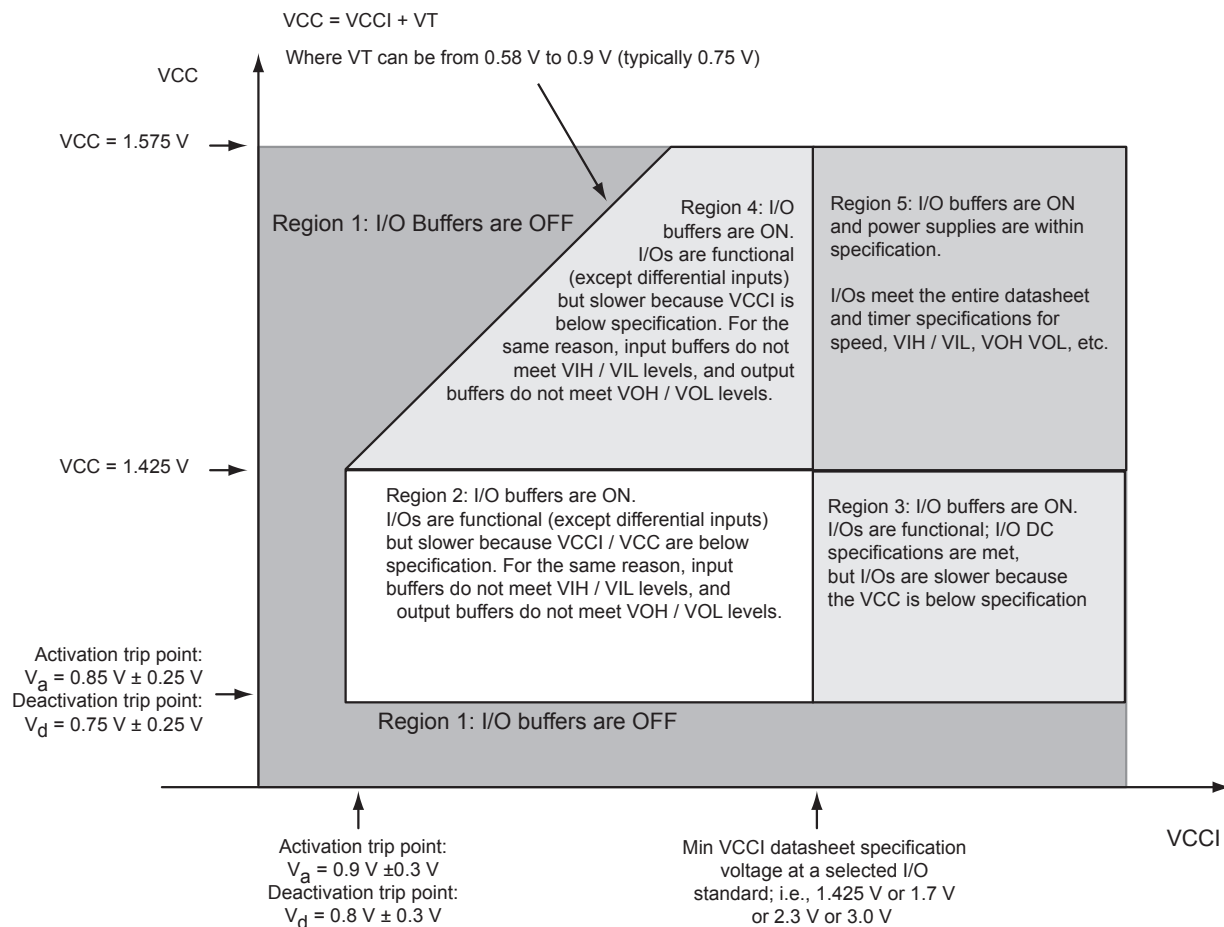 VCC = VCCI + VT
Where VT can be from 0.58 V to 0.9 V (typically 0.75 V)
VCC
VCC = 1.575 V
Region 1: I/O Buffers are OFF
Region 4: I/O
buffers are ON.
I/Os are functional
(except differential inputs)
but slower because VCCI is
below specification. For the
same reason, input buffers do not
meet VIH / VIL levels, and output
buffers do not meet VOH / VOL levels.
Region 5: I/O buffers are ON
and power supplies are within
specification.
I/Os meet the entire datasheet
and timer specifications for
speed, VIH / VIL, VOH VOL, etc.
VCC = 1.425 V
Region 2: I/O buffers are ON.
I/Os are functional (except differential inputs)
but slower because VCCI / VCC are below
specification. For the same reason, input
buffers do not meet VIH / VIL levels, and
output buffers do not meet VOH / VOL levels.
Region 3: I/O buffers are ON.
I/Os are functional; I/O DC
specifications are met,
but I/Os are slower because
the VCC is below specification
Activation trip point:
Va = 0.85 V ± 0.25 V
Deactivation trip point:
Vd = 0.75 V ± 0.25 V
Region 1: I/O buffers are OFF
VCCI
Activation trip point:
Va = 0.9 V ±0.3 V
Deactivation trip point:
Vd = 0.8 V ± 0.3 V
Min VCCI datasheet specification
voltage at a selected I/O
standard; i.e., 1.425 V or 1.7 V
or 2.3 V or 3.0 V